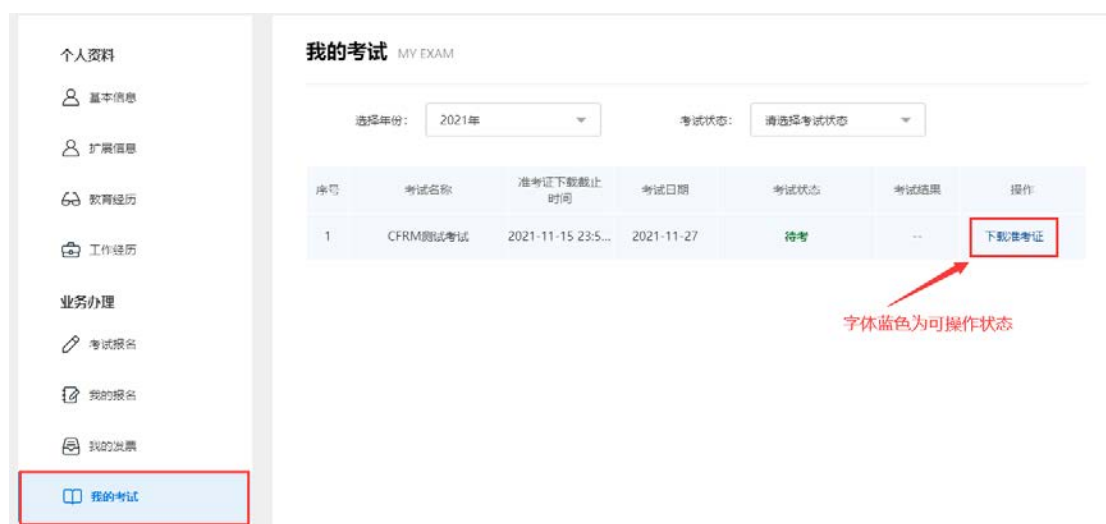 个人资料
基本信息
扩展信息
教育经历
工作经历
业务办理
考试报名
我的报名
我的发票
我的考试
我的考试 MY EXAM
选择年份： 2021年 考试状态： 请选择考试状态
序号 考试名称 准考证下载截止 考试日期 考试状态 考试结果 操作
时间
1 CFRM测试考试 2021-11-15 23:5... 2021-11-27 待考 -- 下载准考证
字体蓝色为可操作状态